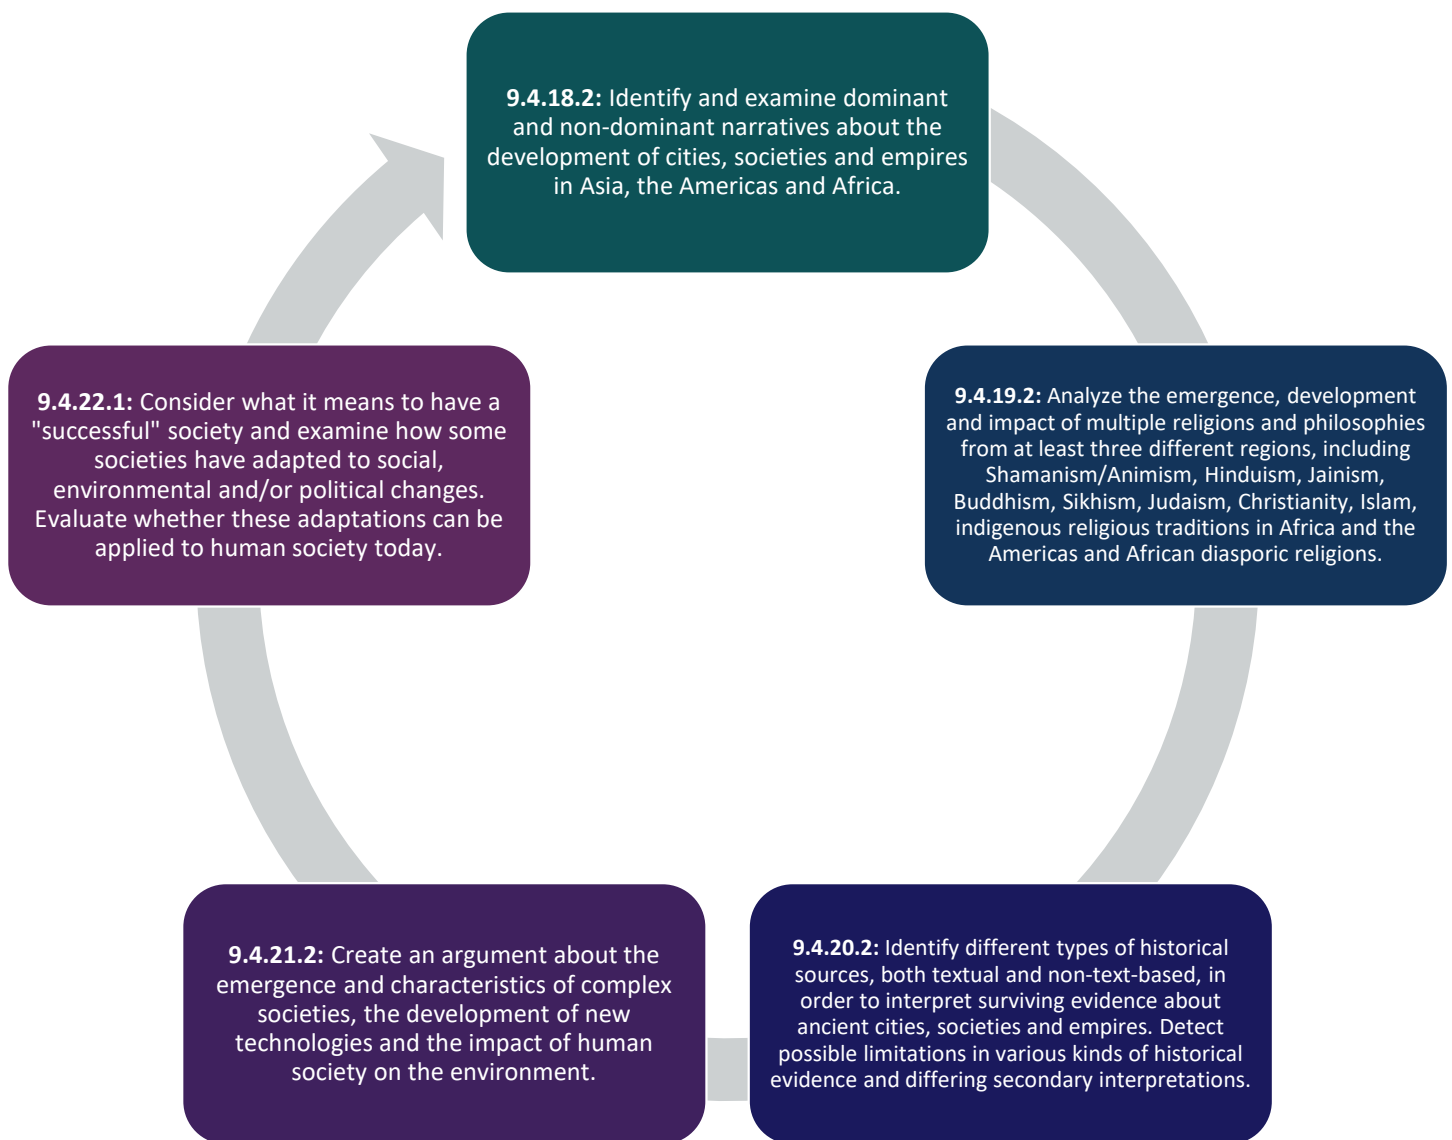 9.4.18.2: Identify and examine dominant
and non-dominant narratives about the
development of cities, societies and empires
in Asia, the Americas and Africa.
9.4.19.2: Analyze the emergence, development
and impact of multiple religions and philosophies
from at least three different regions, including
Shamanism/Animism, Hinduism, Jainism,
Buddhism, Sikhism, Judaism, Christianity, Islam,
indigenous religious traditions in Africa and the
Americas and African diasporic religions.
9.4.20.2: Identify different types of historical
sources, both textual and non-text-based, in
order to interpret surviving evidence about
ancient cities, societies and empires. Detect
possible limitations in various kinds of historical
evidence and differing secondary interpretations.
9.4.21.2: Create an argument about the
emergence and characteristics of complex
societies, the development of new
technologies and the impact of human
society on the environment.
9.4.22.1: Consider what it means to have a
"successful" society and examine how some
societies have adapted to social,
environmental and/or political changes.
Evaluate whether these adaptations can be
applied to human society today.